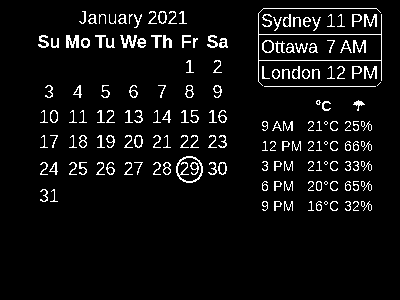 January 2021
Su Mo Tu We Th Fr Sa
1 2
3 4 5 6 7 8 9
10 11 12 13 14 15 16
17 18 19 20 21 22 23
24 25 26 27 28 29 30
31
Sydney 11 PM
Ottawa 7 AM
London 12 PM
°C
9 AM 21°C 25%
12 PM 21°C 66%
3 PM 21°C 33%
6 PM 20°C 65%
9 PM 16°C 32%